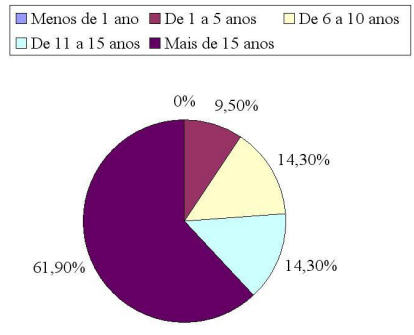 Menos de 1 ano De 1 a 5 anos De 6 a 10 anos
De 11 a 15 anos Mais de 15 anos
0%
9,50%
14,30%
14,30%
61,90%